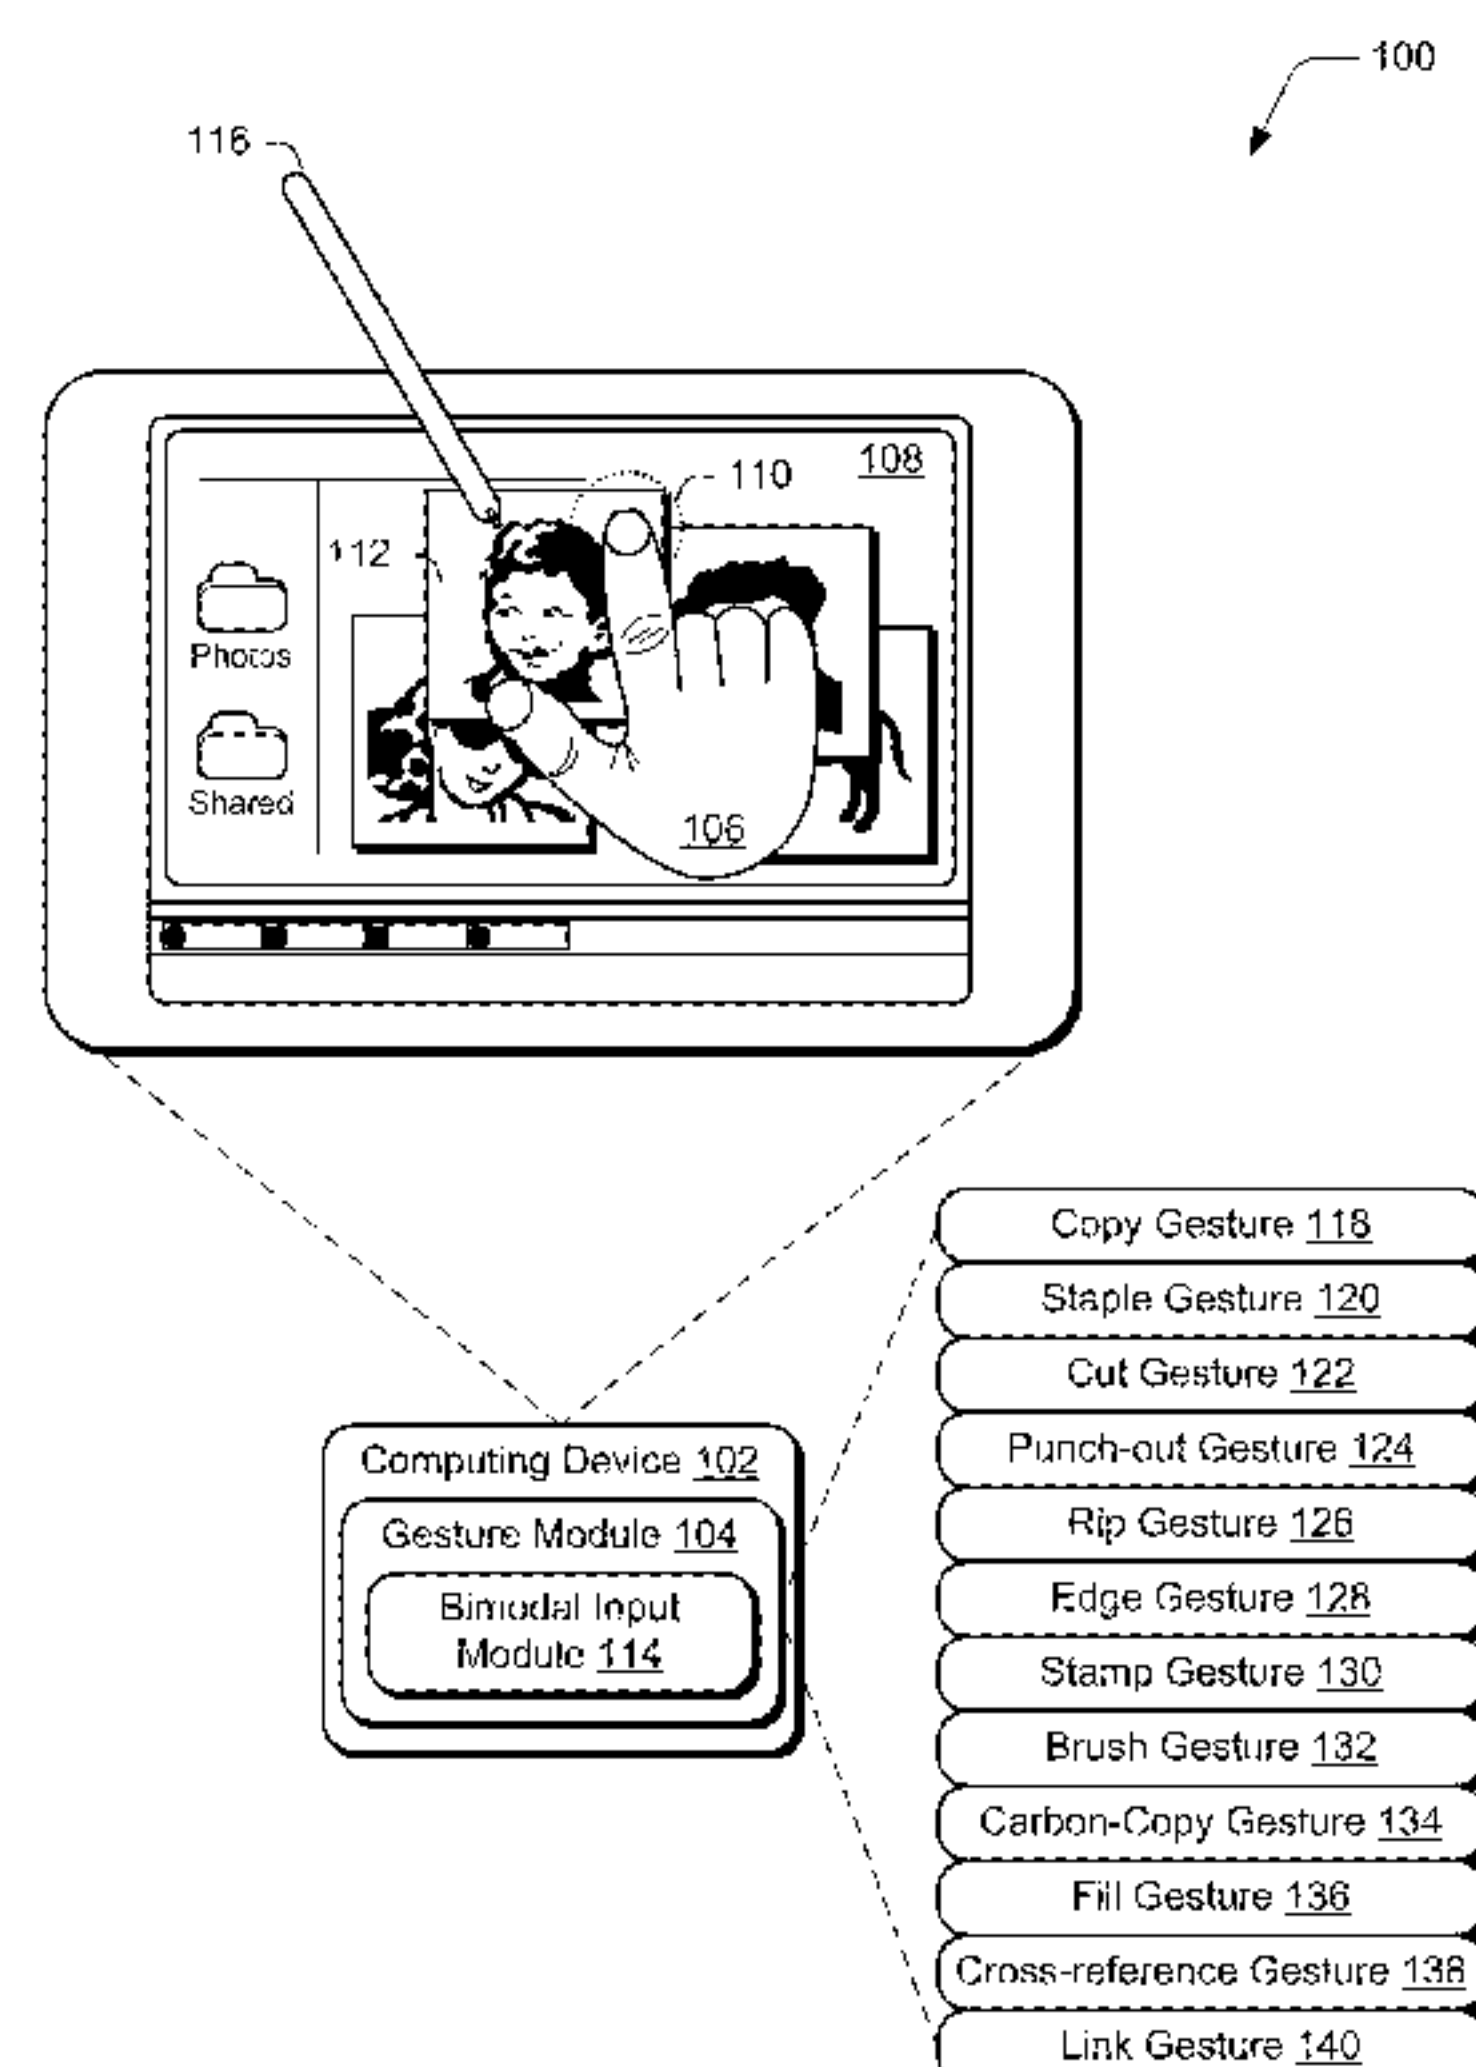 100
116
108
110
112
Photos
Shared
106
Copy Gesture 118
Staple Gesture 120
Cut Gesture 122
Punch-out Gesture 124
Rip Gesture 126
Edge Gesture 128
Stamp Gesture 130
Brush Gesture 132
Carbon-Copy Gesture 134
Fill Gesture 136
Cross-reference Gesture 138
Link Gesture 140
Computing Device 102
Gesture Module 104
Bimodal Input
Module 114